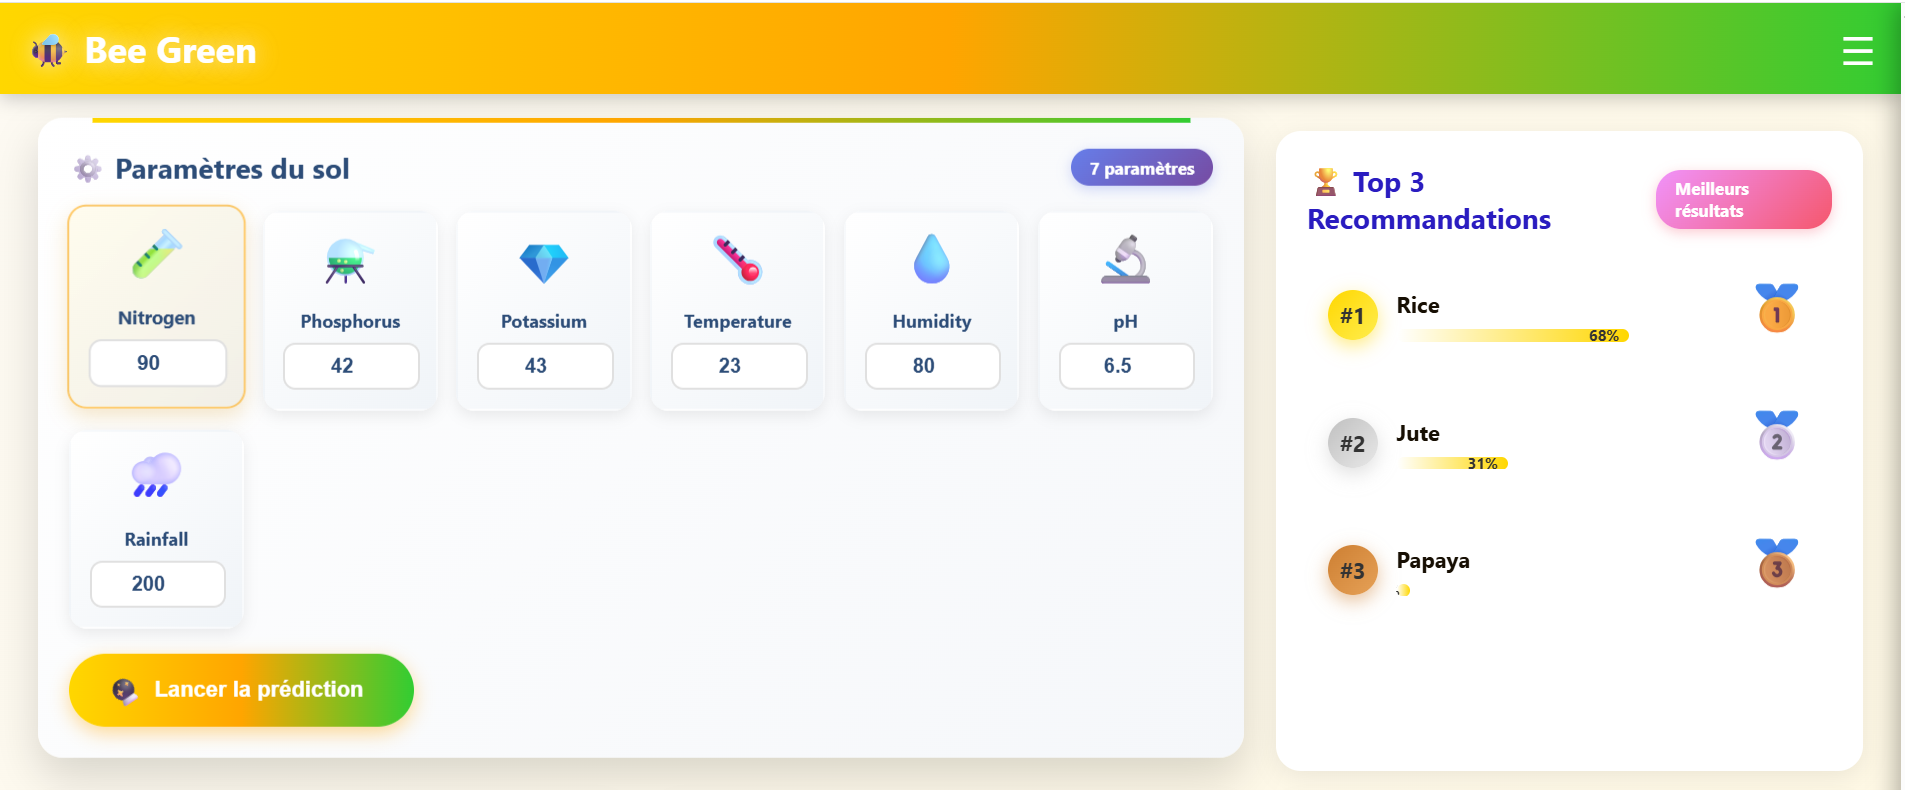 Bee Green
Paramètres du sol
7 paramètres
Nitrogen
90
Phosphorus
42
Potassium
43
Temperature
23
Humidity
80
pH
6.5
Rainfall
200
Lancer la prédiction
Top 3
Recommandations
Meilleurs
résultats
#1
Rice
68%
1
#2
Jute
31%
2
#3
Papaya
3